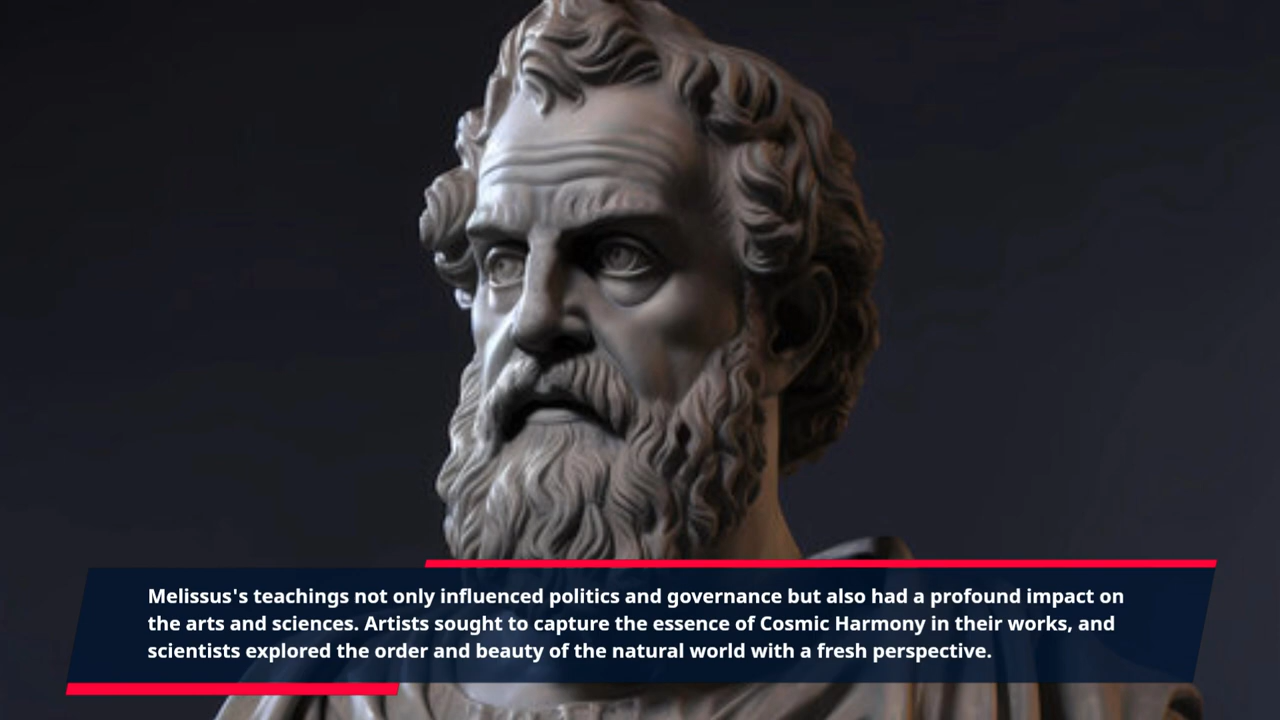 Melissus's teachings not only influenced politics and governance but also had a profound impact on
the arts and sciences. Artists sought to capture the essence of Cosmic Harmony in their works, and
scientists explored the order and beauty of the natural world with a fresh perspective.